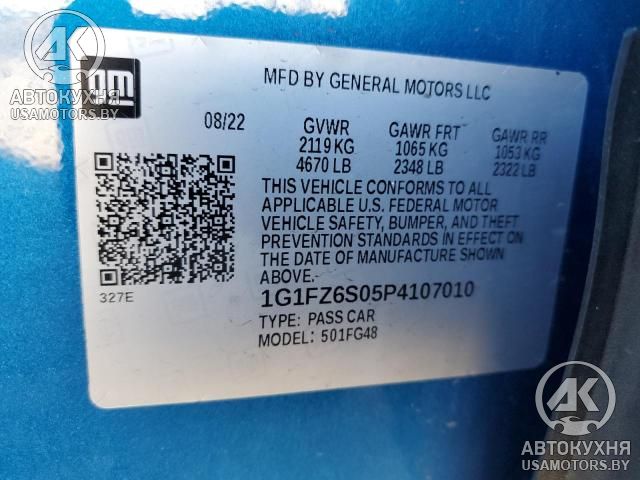 GM
АВТОКУХНЯ
USAMOTORS.BY
MFD BY GENERAL MOTORS LLC
08/22 GVWR GAWR FRT GAWR RR
2119 KG 1065 KG 1053 KG
4670 LB 2348 LB 2322 LB
THIS VEHICLE CONFORMS TO ALL
APPLICABLE U.S. FEDERAL MOTOR
VEHICLE SAFETY, BUMPER, AND THEFT
PREVENTION STANDARDS IN EFFECT ON
THE DATE OF MANUFACTURE SHOWN
ABOVE.
327E
1G1FZ6S05P4107010
TYPE: PASS CAR
MODEL: 501FG48
АК
АВТОКУХНЯ
USAMOTORS.BY